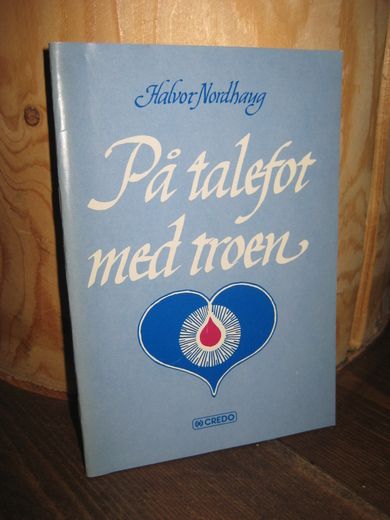 Halvor Nordhaug
På talefot
med troen
CREDO